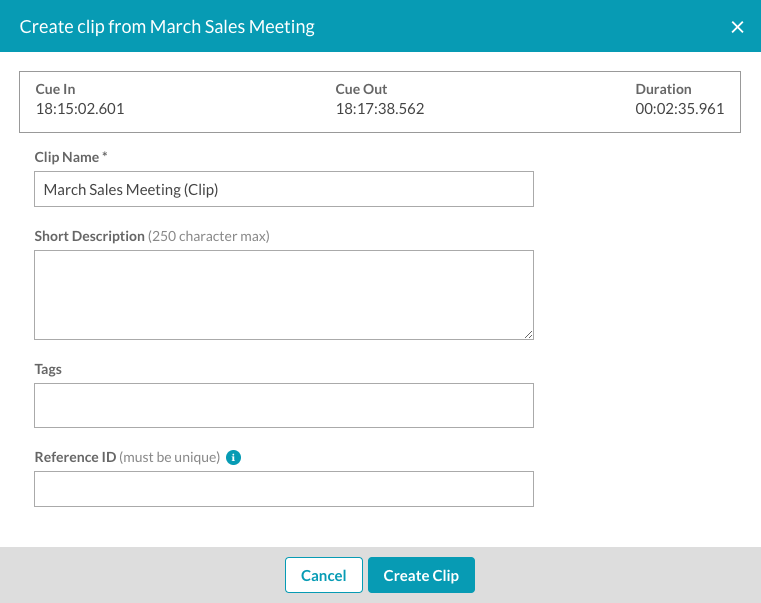 Create clip from March Sales Meeting
Cue In Cue Out Duration
18:15:02.601 18:17:38.562 00:02:35.961
Clip Name *
March Sales Meeting (Clip)
Short Description (250 character max)
Tags
Reference ID (must be unique) i
Cancel Create Clip